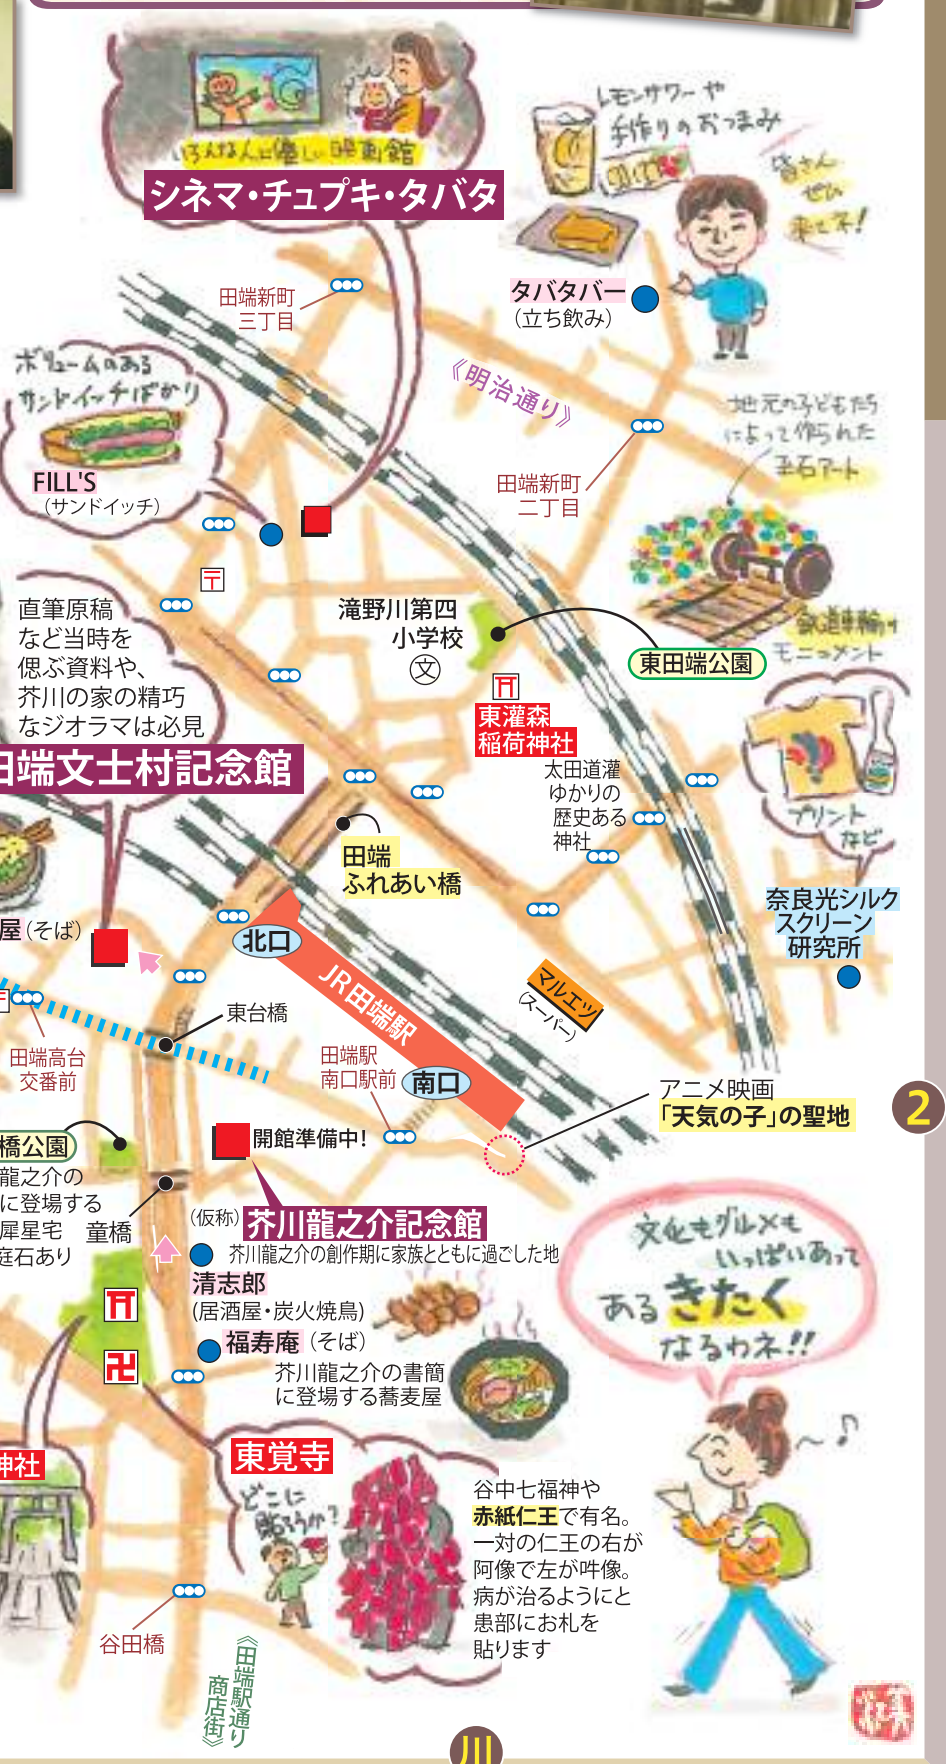 いろんな人に優しい映画館
シネマ・チュプキ・タバタ
レモンサワーや
手作りのおつまみ
皆さん
ぜひ
来てネ!
タバタバー
(立ち飲み)
田端新町
三丁目
《明治通り》
ボリュームのある
サンドイッチばかり
FILL'S
(サンドイッチ)
田端新町
二丁目
地元の子どもたち
によって作られた
玉石アート
鉄道車輪の
モニュメント
〒
直筆原稿
など当時を
偲ぶ資料や、
芥川の家の精巧
なジオラマは必見
田端文士村記念館
滝野川第四
小学校
文
東田端公園
東灌森
稲荷神社
太田道灌
ゆかりの
歴史ある
神社
プリント
など
奈良光シルク
スクリーン
研究所
田端
ふれあい橋
屋(そば)
北口
JR田端駅
マルエツ
(スーパー)
東台橋
田端高台
交番前
田端駅
南口駅前
南口
アニメ映画
「天気の子」の聖地
2
橋公園
開館準備中!
龍之介の
に登場する
犀星宅
庭石あり
童橋
(仮称)芥川龍之介記念館
芥川龍之介の創作期に家族とともに過ごした地
清志郎
(居酒屋・炭火焼鳥)
福寿庵(そば)
芥川龍之介の書簡
に登場する蕎麦屋
卍
文化もグルメも
いっぱいあって
ある きたく
なるわネ!!
神社
東覚寺
どこに
貼ろうか?
谷中七福神や
赤紙仁王で有名。
一対の仁王の右が
阿像で左が吽像。
病が治るようにと
患部にお札を
貼ります
谷田橋
《田端駅通り
商店街》
川